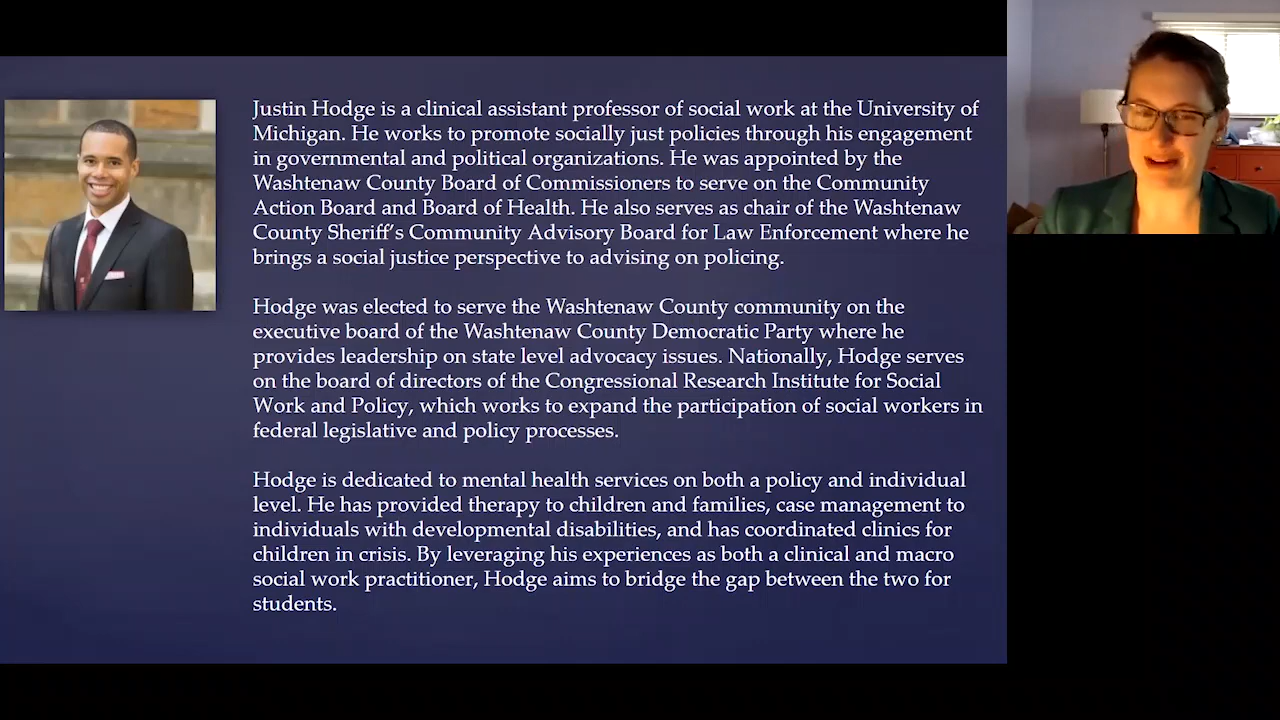 Justin Hodge is a clinical assistant professor of social work at the University of
Michigan. He works to promote socially just policies through his engagement
in governmental and political organizations. He was appointed by the
Washtenaw County Board of Commissioners to serve on the Community
Action Board and Board of Health. He also serves as chair of the Washtenaw
County Sheriff's Community Advisory Board for Law Enforcement where he
brings a social justice perspective to advising on policing.
Hodge was elected to serve the Washtenaw County community on the
executive board of the Washtenaw County Democratic Party where he
provides leadership on state level advocacy issues. Nationally, Hodge serves
on the board of directors of the Congressional Research Institute for Social
Work and Policy, which works to expand the participation of social workers in
federal legislative and policy processes.
Hodge is dedicated to mental health services on both a policy and individual
level. He has provided therapy to children and families, case management to
individuals with developmental disabilities, and has coordinated clinics for
children in crisis. By leveraging his experiences as both a clinical and macro
social work practitioner, Hodge aims to bridge the gap between the two for
students.